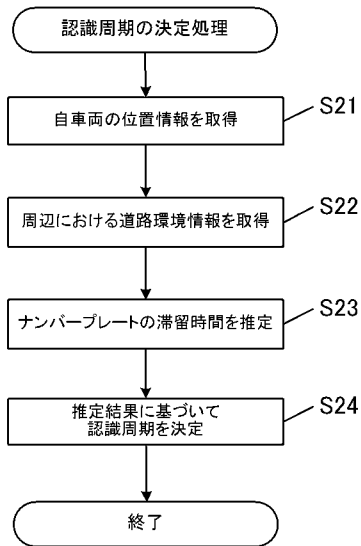 認識周期の決定処理
自車両の位置情報を取得
S21
周辺における道路環境情報を取得
S22
ナンバープレートの滞留時間を推定
S23
推定結果に基づいて
認識周期を決定
S24
終了